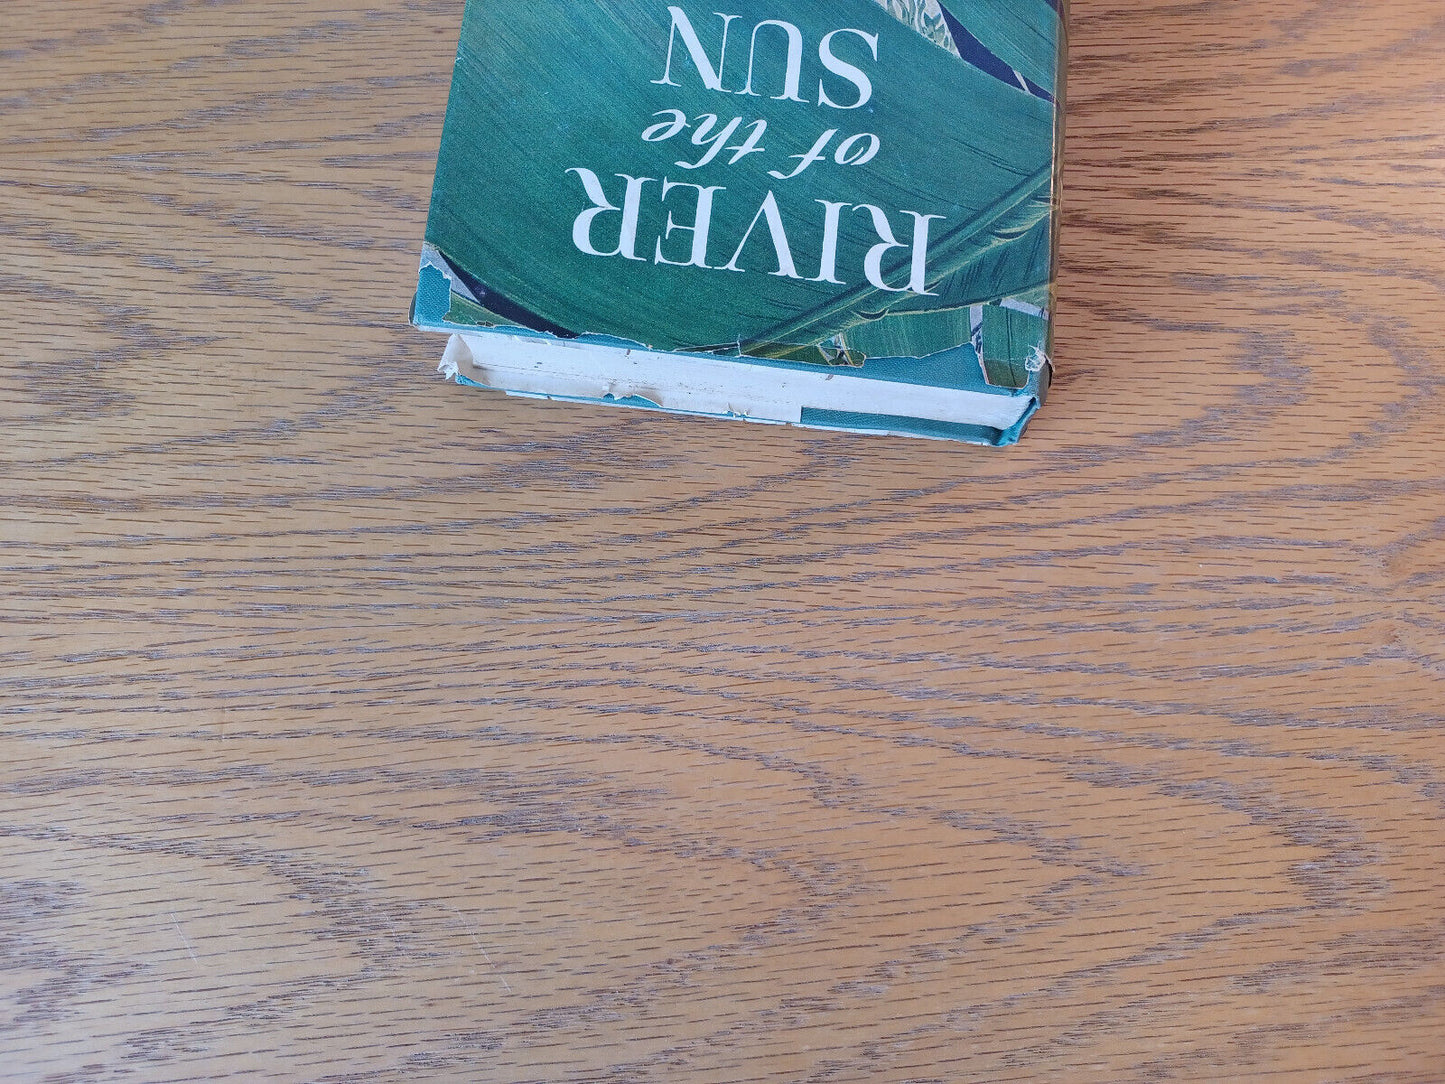 RIVER
of the
SUN